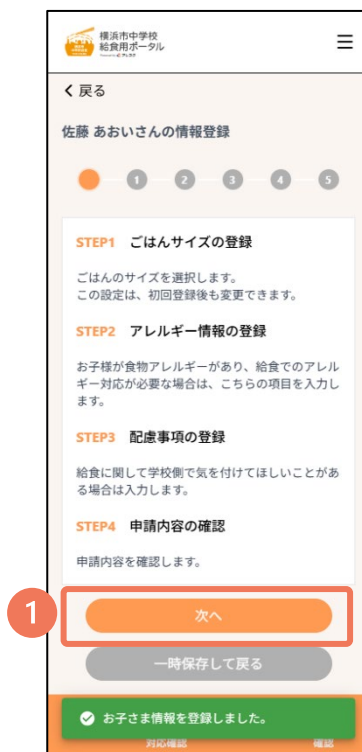 横浜市中学校
給食用ポータル
戻る
佐藤 あおいさんの情報登録
1 2 3 4 5
STEP1 ごはんサイズの登録
ごはんのサイズを選択します。
この設定は、初回登録後も変更できます。
STEP2 アレルギー情報の登録
お子様が食物アレルギーがあり、給食でのアレル
ギー対応が必要な場合は、こちらの項目を入力し
ます。
STEP3 配慮事項の登録
給食に関して学校側で気を付けてほしいことがあ
る場合は入力します。
STEP4 申請内容の確認
申請内容を確認します。
1
次へ
一時保存して戻る
お子さま情報を登録しました。
対応確認 確認